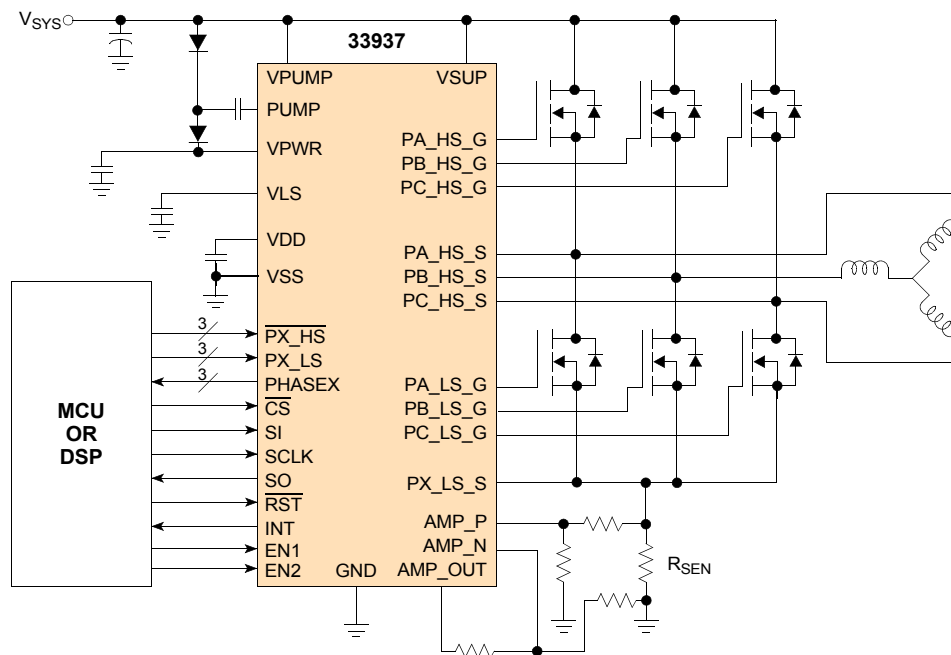 VSYS
33937
VPUMP
VSUP
PUMP
VPWR
VLS
VDD
VSS
PA_HS_G
PB_HS_G
PC_HS_G
PA_HS_S
PB_HS_S
PC_HS_S
MCU
OR
DSP
3
3
3
PX_HS
PX_LS
PHASEX
CS
SI
SCLK
SO
RST
INT
EN1
EN2
GND
PA_LS_G
PB_LS_G
PC_LS_G
PX_LS_S
AMP_P
AMP_N
AMP_OUT
RSEN